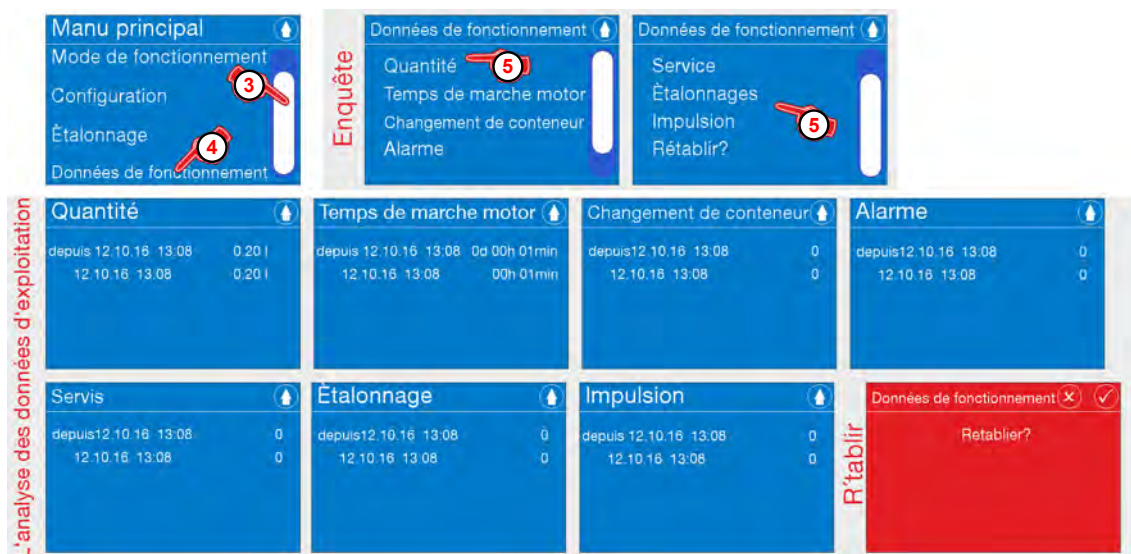 Manu principal
Mode de fonctionnement
Configuration
Ètalonnage
Données de fonctionnement
3
4
Enquête
Données de fonctionnement
Quantité
Temps de marche motor
Changement de conteneur
Alarme
5
Données de fonctionnement
Service
Ètalonnages
Impulsion
Rétablir?
5
L'analyse des données d'exploitation
Quantité
depuis 12.10.16 13:08 0.20 l
12.10.16 13.08 0,20 l
Temps de marche motor
depuis 12.10.16 13:08 0d 00h 01min
12.10.16 13:08 00h 01min
Changement de conteneur
depuis 12.10.16 13:08 0
12.10.16 13:08 0
Alarme
depuis12.10.16 13:08 0
12.10.16 13:08 0
Servis
depuis12.10.16 13:08 0
12.10.16 13:08 0
Ètalonnage
depuis12.10.16 13:08 0
12.10.16 13:08 0
Impulsion
depuis 12.10.16 13:08 0
12.10.16 13:08 0
R´tablir
Données de fonctionnement
Retablier?